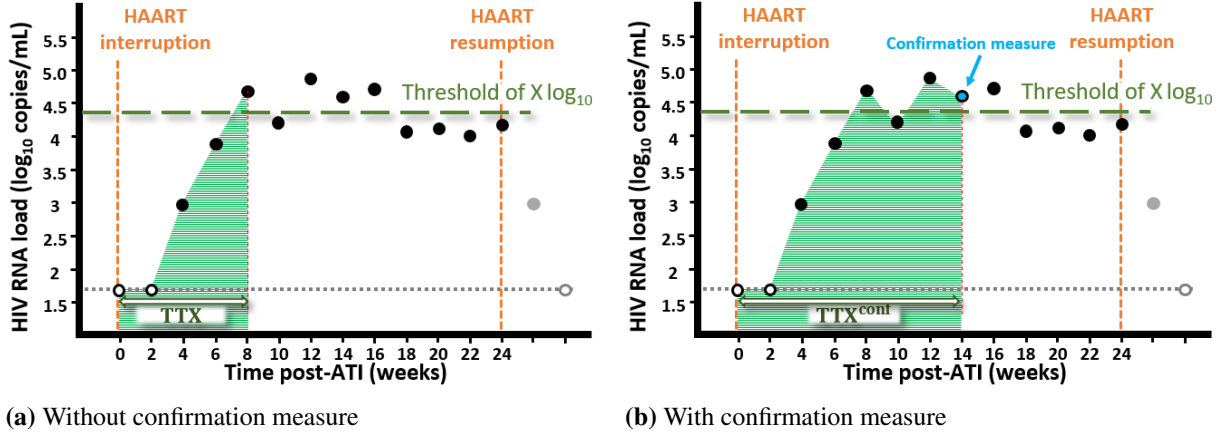 HAART
interruption
HAART
resumption
HIV RNA load (log₁₀ copies/mL)
5.5
5.0
4.5
4
3
2.5
2
1.5
Threshold of X log₁₀
TTX
0 2 4 6 8 10 12 14 16 18 20 22 24
Time post-ATI (weeks)
(a) Without confirmation measure
HAART
interruption
HAART
resumption
Confirmation measure
HIV RNA load (log₁₀ copies/mL)
5.5
5.0
4.5
4
3
2.5
2
1.5
Threshold of X log₁₀
TTXᶜᵒⁿᶠ
0 2 4 6 8 10 12 14 16 18 20 22 24
Time post-ATI (weeks)
(b) With confirmation measure